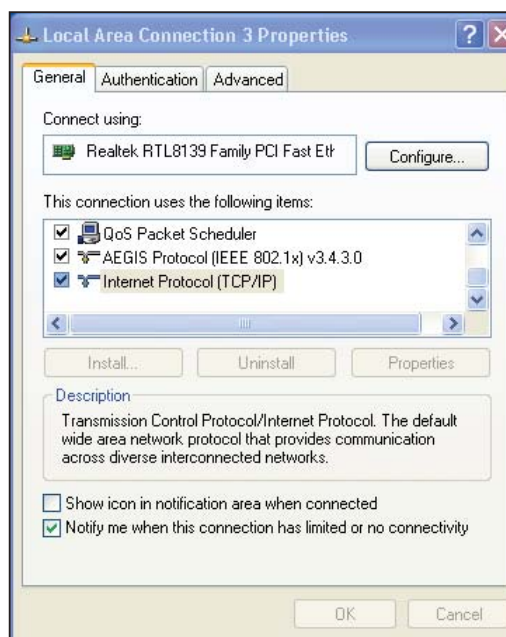 Local Area Connection 3 Properties
General
Authentication
Advanced
Connect using:
Realtek RTL8139 Family PCI Fast Eth
Configure...
This connection uses the following items:
QoS Packet Scheduler
AEGIS Protocol (IEEE 802.1x) v3.4.3.0
Internet Protocol (TCP/IP)
Install...
Uninstall
Properties
Description
Transmission Control Protocol/Internet Protocol. The default
wide area network protocol that provides communication
across diverse interconnected networks.
Show icon in notification area when connected
Notify me when this connection has limited or no connectivity
OK
Cancel